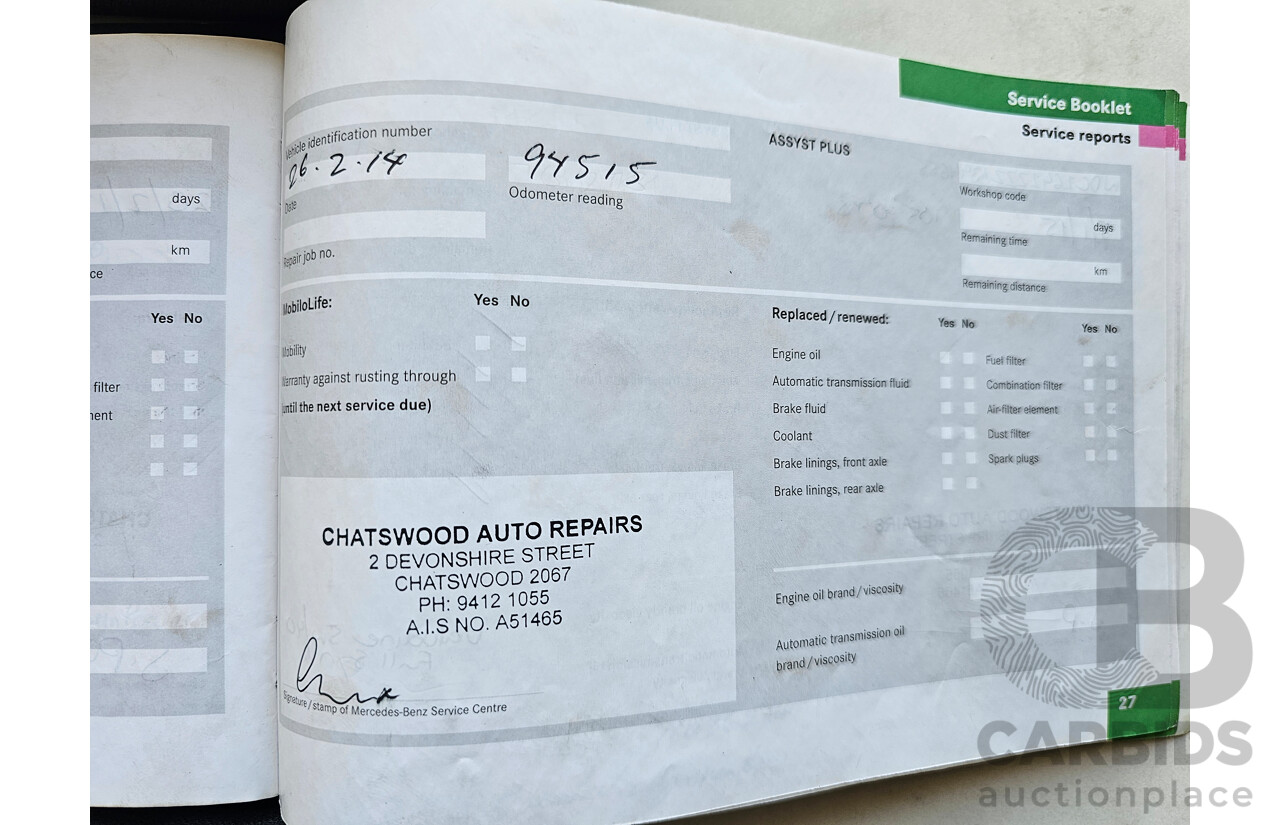 days
km
ce
Yes No
filter
nent
Service Booklet
Service reports
Vehicle identification number
26.2.14
94515
Date
Odometer reading
Repair job no.
ASSYST PLUS
Workshop code
days
Remaining time
km
Remaining distance
MobiloLife:
Yes No
Mobility
Warranty against rusting through
until the next service due)
Replaced/renewed:
Yes No
Yes No
Engine oil
Fuel filter
Automatic transmission fluid
Combination filter
Brake fluid
Air-filter element
Coolant
Dust filter
Brake linings, front axle
Spark plugs
Brake linings, rear axle
CHATSWOOD AUTO REPAIRS
2 DEVONSHIRE STREET
CHATSWOOD 2067
PH: 9412 1055
A.I.S NO. A51465
Signature/stamp of Mercedes-Benz Service Centre
Engine oil brand/viscosity
Automatic transmission oil
brand/viscosity
27
CARBIDS
auctionplace